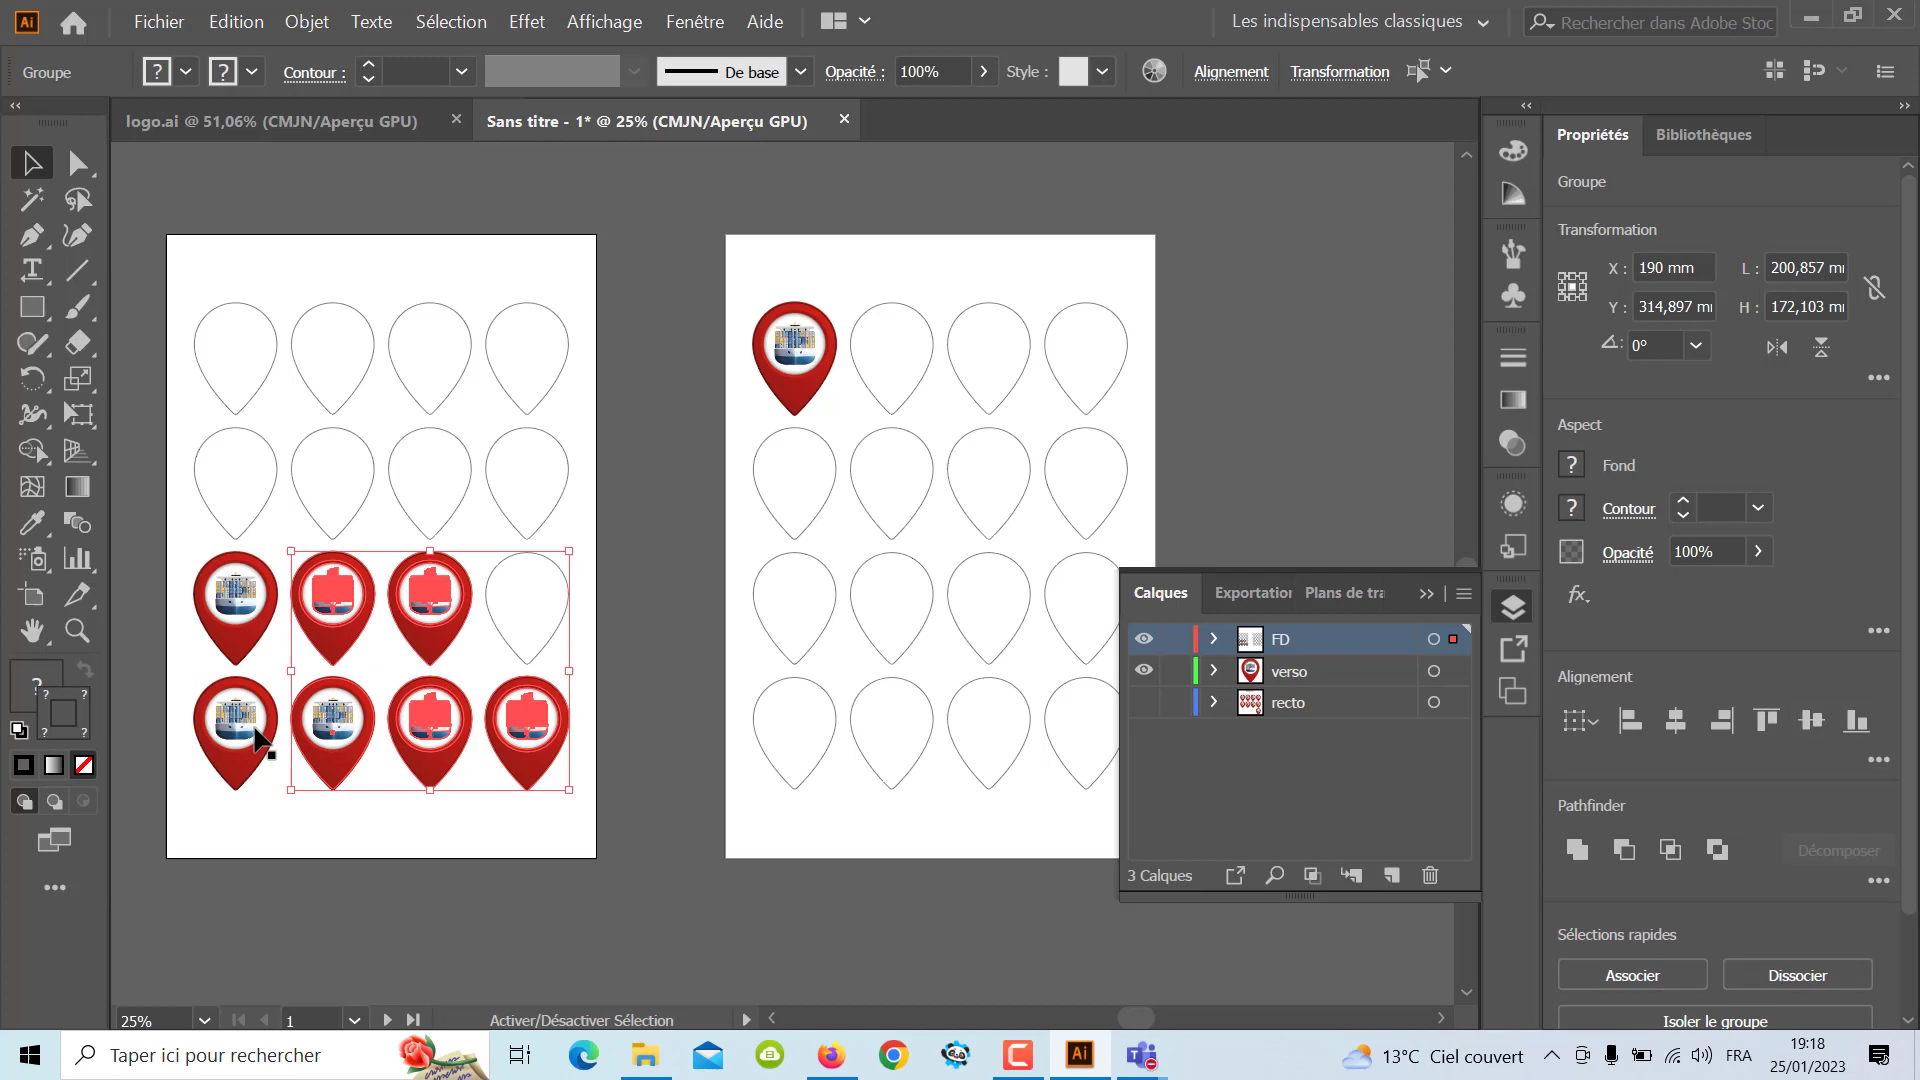 Ai Fichier Edition Objet Texte Sélection Effet Affichage Fenêtre Aide Les indispensables classiques Rechercher dans Adobe Stoc
Groupe ? ? Contour : De base Opacité : 100% Style : Alignement Transformation
logo.ai @ 51,06% (CMJN/Aperçu GPU) Sans titre - 1* @ 25% (CMJN/Aperçu GPU)
Propriétés Bibliothèques
Groupe
Transformation
X : 190 mm L : 200,857 m
Y : 314,897 m H : 172,103 m
0°
Aspect
? Fond
? Contour
Opacité 100%
fx.
Alignement
Pathfinder
Décomposer
Sélections rapides
Associer Dissocier
Isoler le groupe
Calques Exportation Plans de tra
FD
verso
recto
3 Calques
?
? ?
? ?
25% 1 Activer/Désactiver Sélection
Taper ici pour rechercher Ai 13°C Ciel couvert FRA 19:18
25/01/2023